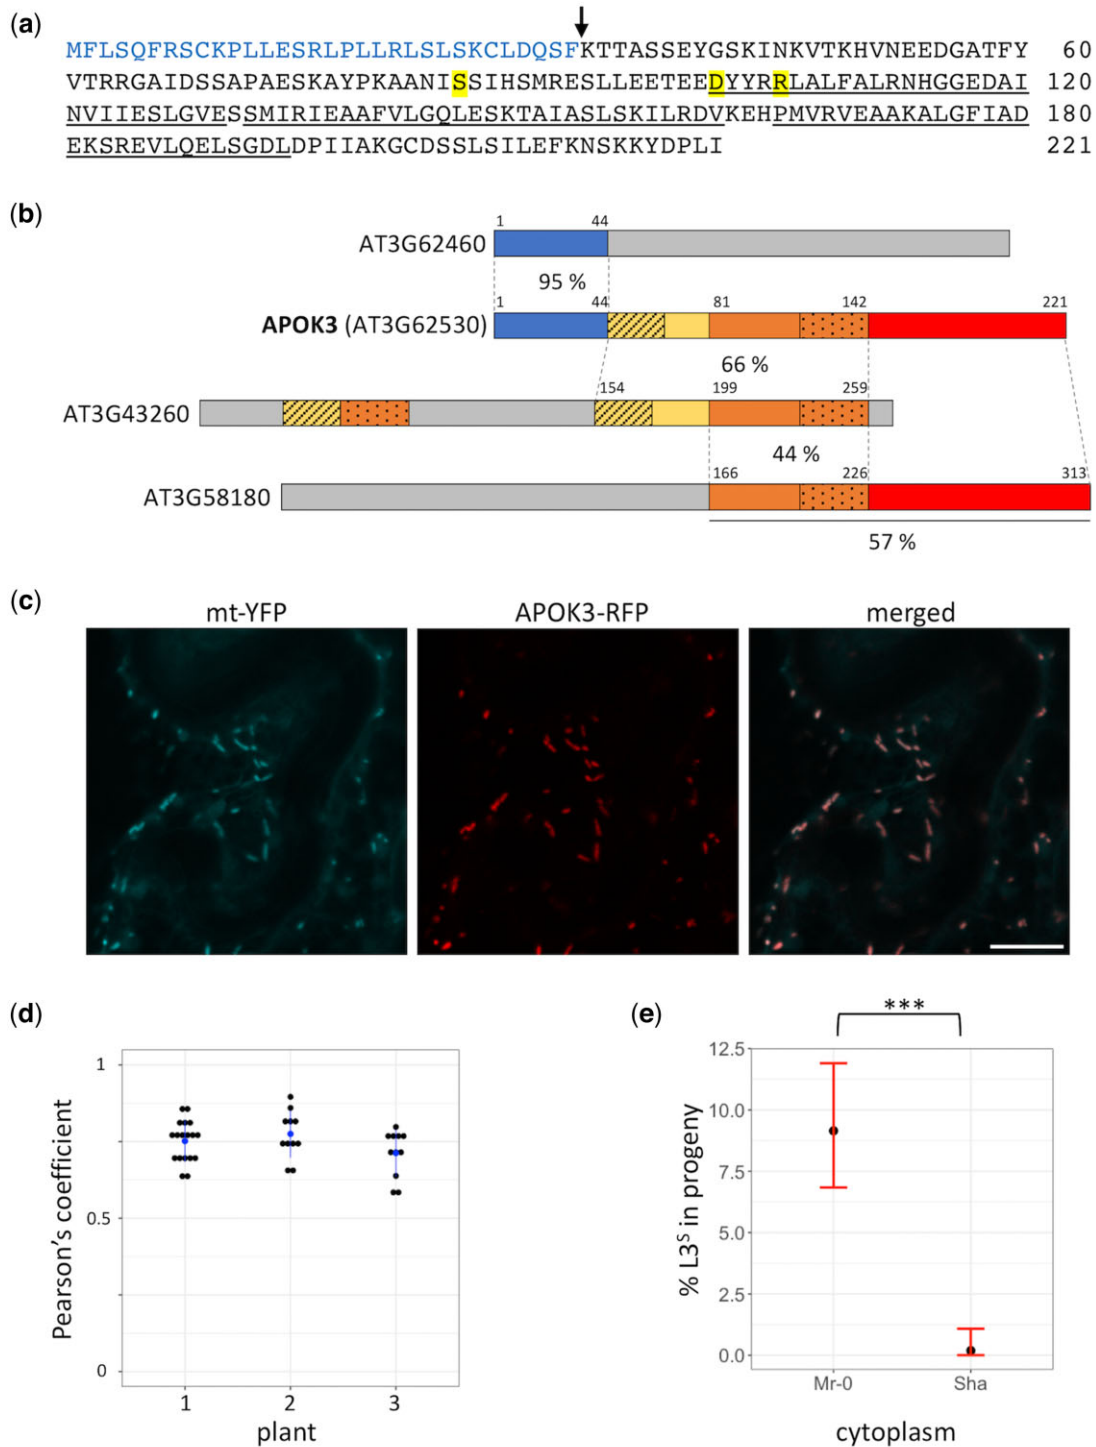 (a)
MFLSQFRSCKPLLESRLPLLRLSLSKCLDQSFKTTASSEYGSKINKVTKHVNEEDGATFY 60
VTRRGAIDSSAPAESKAYPKAANISSIHSMRESLLEETEEDYYRRLALFALRNHGGEDAI 120
NVIIESLGVESSMIRIEAAFVLGQLESKTAIASLSKILRDVKEHPMVRVEAAKALGFIAD 180
EKSREVLQELSGDLDPIIAKGCDSSLSILEFKNSKKYDPLI 221
(b)
1 44
AT3G62460
95 %
1 44 81 142 221
APOK3 (AT3G62530)
66 %
154 199 259
AT3G43260
44 %
166 226 313
AT3G58180
57 %
(c)
mt-YFP APOK3-RFP merged
(d)
Pearson's coefficient
1
0.5
0
1 2 3
plant
(e)
***
% L3ˢ in progeny
12.5
10.0
7.5
5.0
2.5
0.0
Mr-0 Sha
cytoplasm